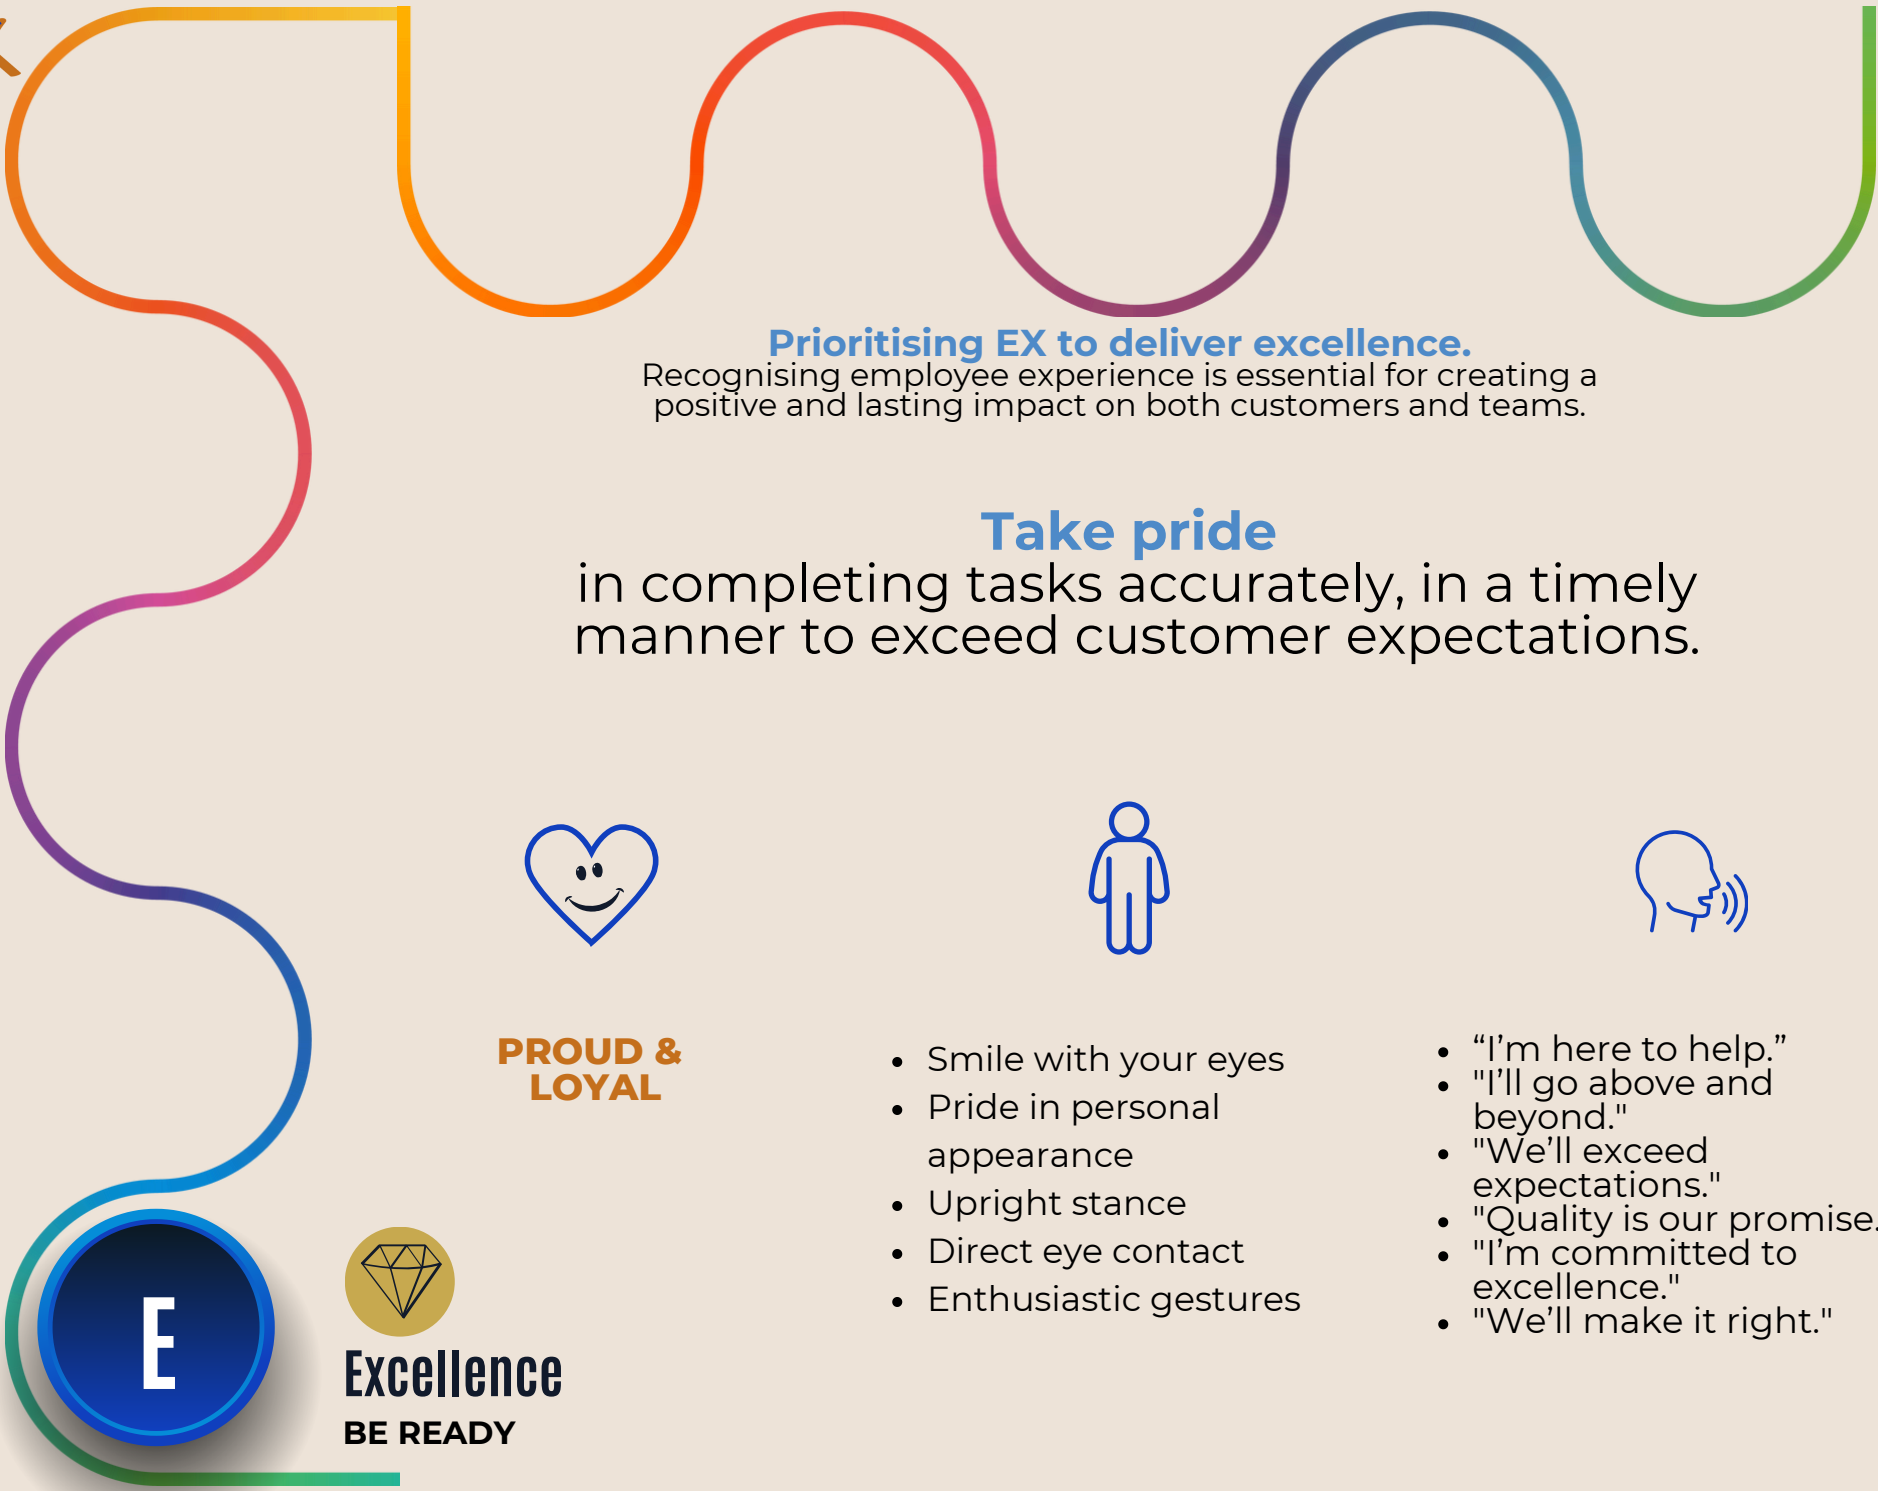 Prioritising EX to deliver excellence.
Recognising employee experience is essential for creating a
positive and lasting impact on both customers and teams.
Take pride
in completing tasks accurately, in a timely
manner to exceed customer expectations.
PROUD &
LOYAL
• Smile with your eyes
• Pride in personal
appearance
• Upright stance
• Direct eye contact
• Enthusiastic gestures
• “I’m here to help.”
• "I’ll go above and
beyond."
• "We’ll exceed
expectations."
• "Quality is our promise.
• "I’m committed to
excellence."
• "We’ll make it right."
E
Excellence
BE READY